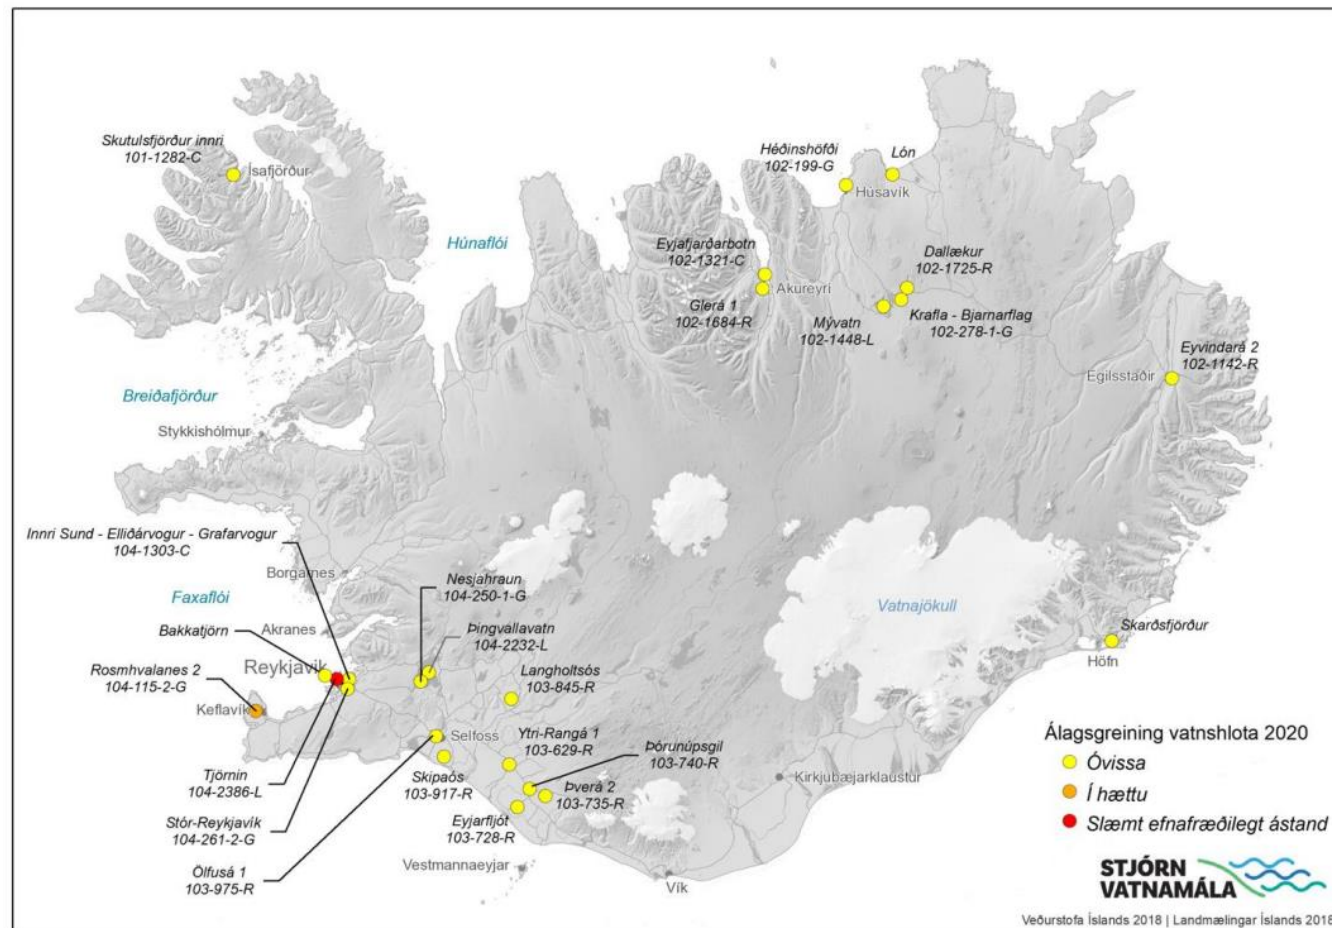 Skutulsfjörður innri
101-1282-C
Ísafjörður
Húnaflói
Héðinshöfði
102-199-G
Lón
Húsavík
Eyjafjarðarbotn
102-1321-C
Akureyri
Glerá 1
102-1684-R
Dallækur
102-1725-R
Mývatn
102-1448-L
Krafla - Bjarnarflag
102-278-1-G
Eyvindará 2
102-1142-R
Egilsstaðir
Breiðafjörður
Stykkishólmur
Innri Sund - Elliðárvogur - Grafarvogur
104-1303-C
Borgarnes
Faxaflói
Akranes
Bakkatjörn
Reykjavík
Rosmhvalanes 2
104-115-2-G
Keflavík
Nesjahraun
104-250-1-G
Þingvallavatn
104-2232-L
Langholtsós
103-845-R
Vatnajökull
Skarðsfjörður
Höfn
Selfoss
Ytri-Rangá 1
103-629-R
Þórunúpsgil
103-740-R
Skipaós
103-917-R
Þverá 2
103-735-R
Eyjarfljót
103-728-R
Kirkjubæjarklaustur
Tjörnin
104-2386-L
Stór-Reykjavík
104-261-2-G
Ölfusá 1
103-975-R
Vestmannaeyjar
Vík
Álagsgreining vatnshlota 2020
Óvissa
Í hættu
Slæmt efnafræðilegt ástand
STJÓRN
VATNAMÁLA
Veðurstofa Íslands 2018 | Landmælingar Íslands 2018